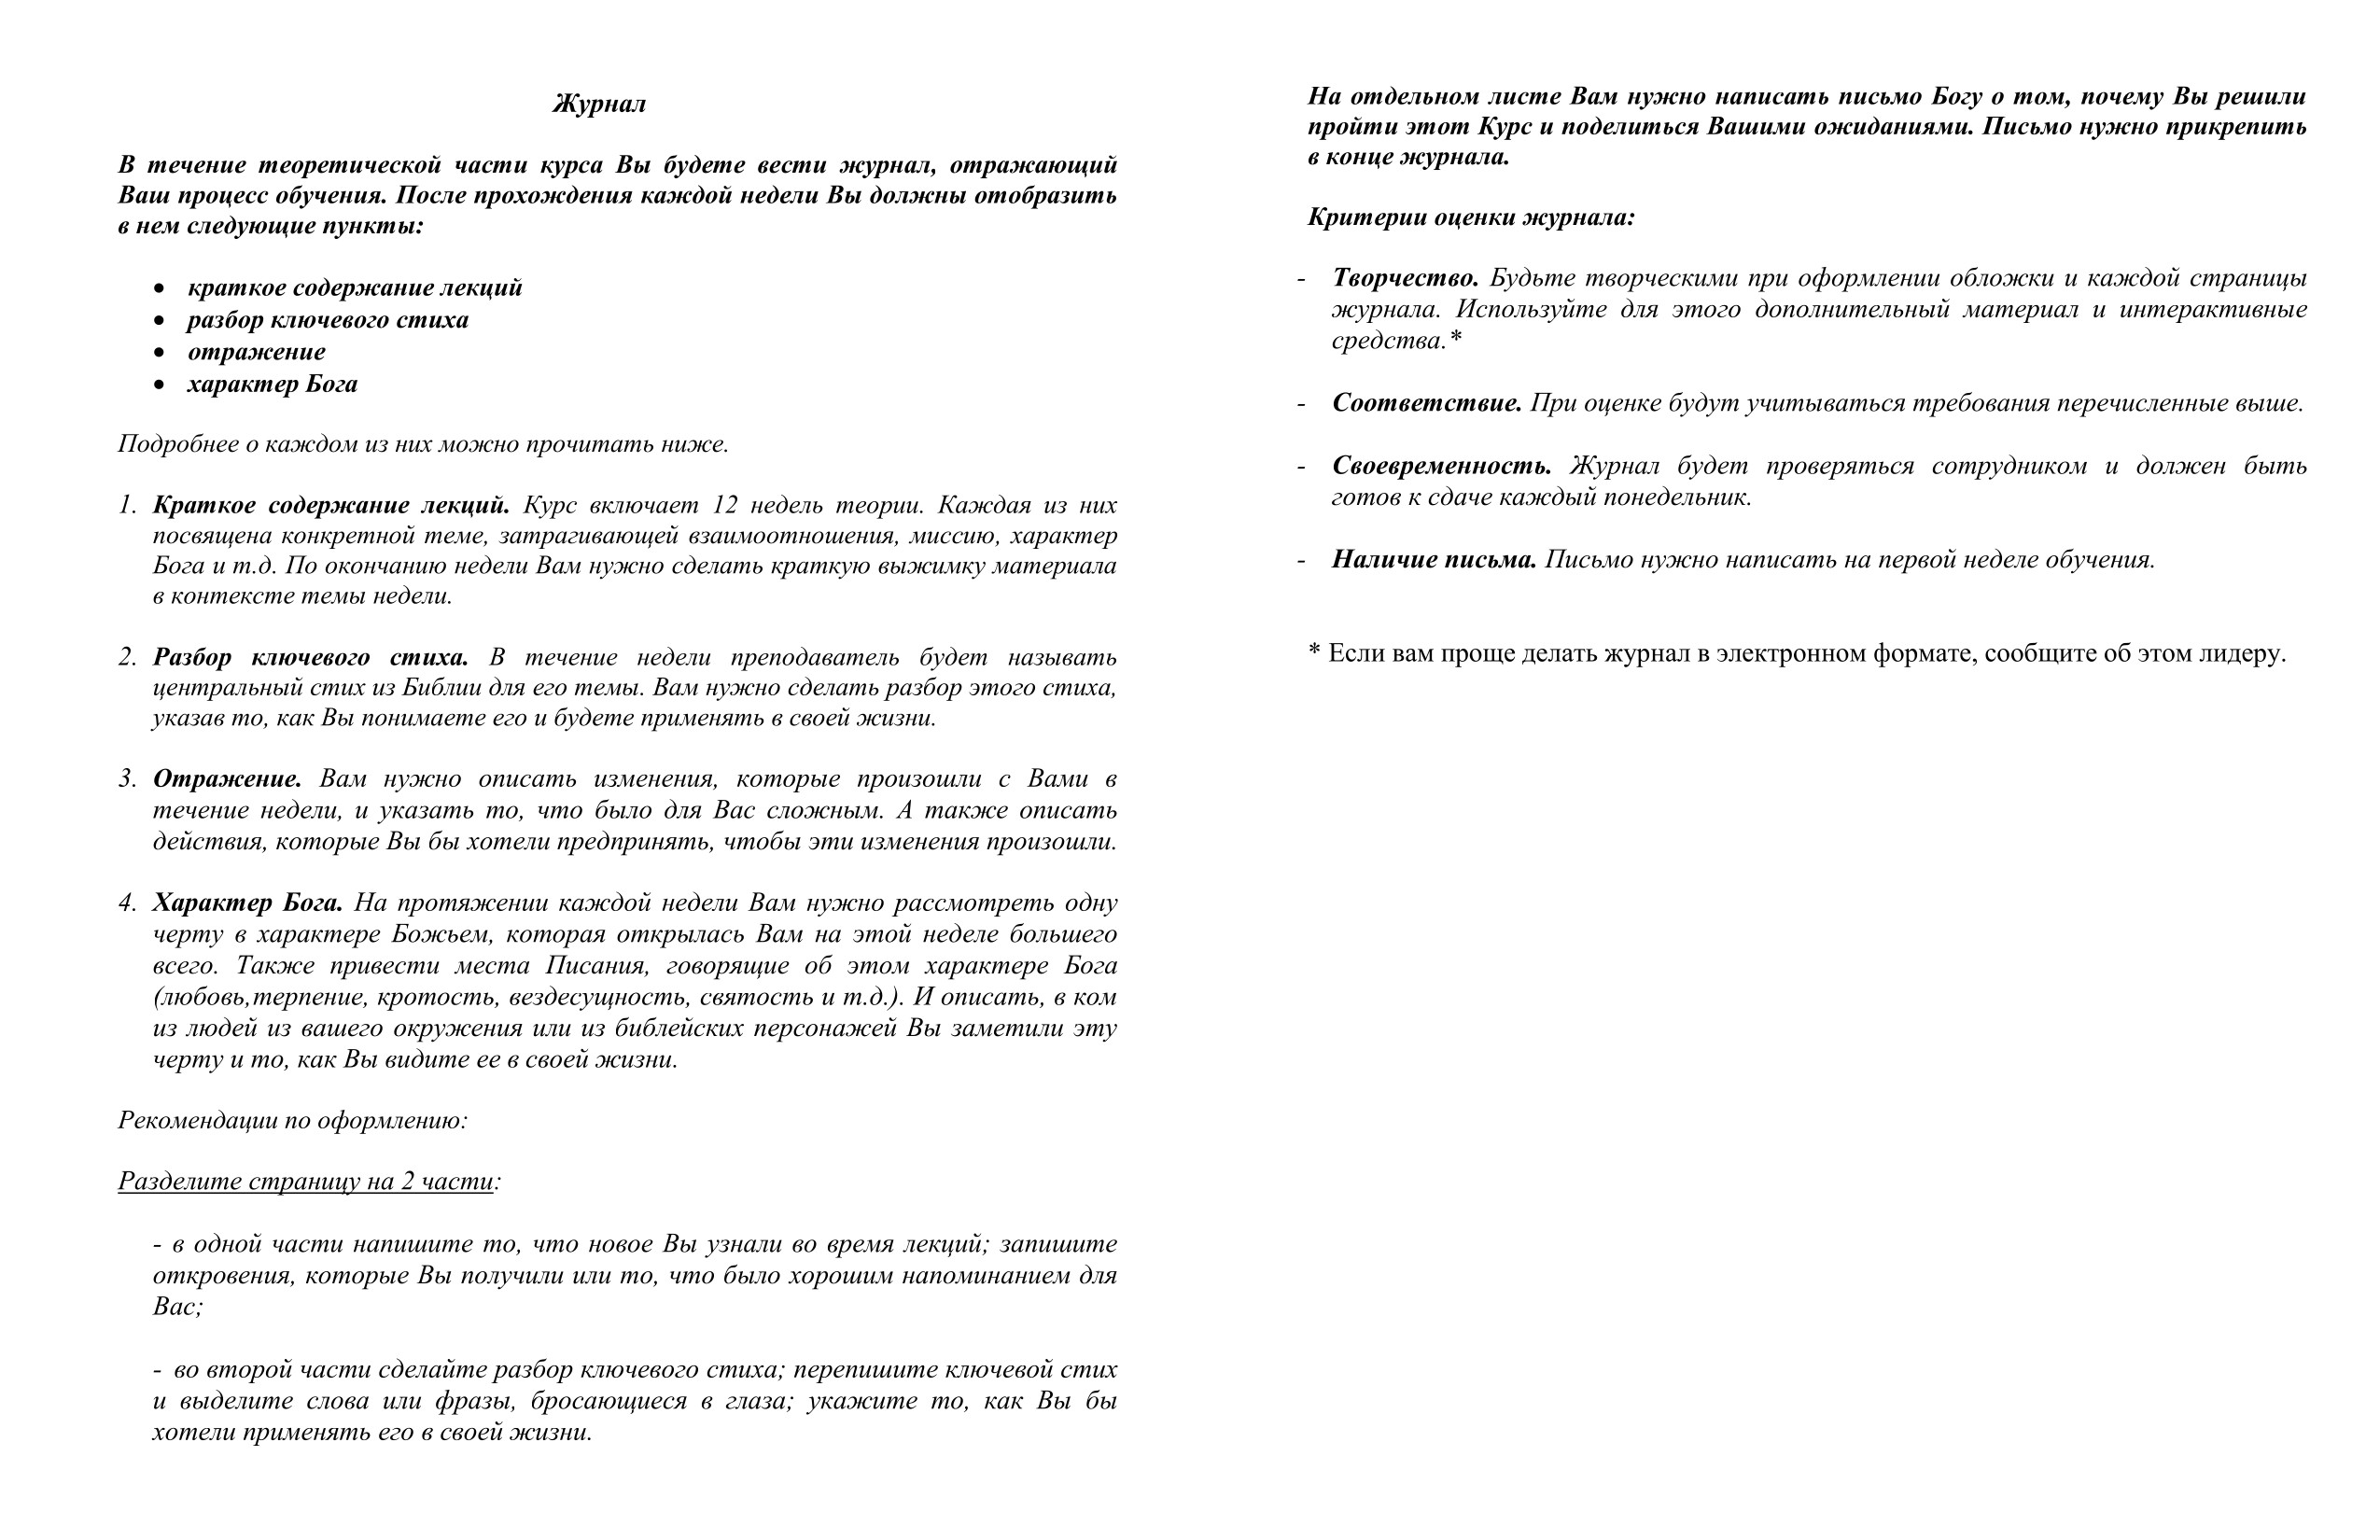 Журнал
В течение теоретической части курса Вы будете вести журнал, отражающий
Ваш процесс обучения. После прохождения каждой недели Вы должны отобразить
в нем следующие пункты:
• краткое содержание лекций
• разбор ключевого стиха
• отражение
• характер Бога
Подробнее о каждом из них можно прочитать ниже.
1. Краткое содержание лекций. Курс включает 12 недель теории. Каждая из них
посвящена конкретной теме, затрагивающей взаимоотношения, миссию, характер
Бога и т.д. По окончанию недели Вам нужно сделать краткую выжимку материала
в контексте темы недели.
2. Разбор ключевого стиха. В течение недели преподаватель будет называть
центральный стих из Библии для его темы. Вам нужно сделать разбор этого стиха,
указав то, как Вы понимаете его и будете применять в своей жизни.
3. Отражение. Вам нужно описать изменения, которые произошли с Вами в
течение недели, и указать то, что было для Вас сложным. А также описать
действия, которые Вы бы хотели предпринять, чтобы эти изменения произошли.
4. Характер Бога. На протяжении каждой недели Вам нужно рассмотреть одну
черту в характере Божьем, которая открылась Вам на этой неделе большего
всего. Также привести места Писания, говорящие об этом характере Бога
(любовь,терпение, кротость, вездесущность, святость и т.д.). И описать, в ком
из людей из вашего окружения или из библейских персонажей Вы заметили эту
черту и то, как Вы видите ее в своей жизни.
Рекомендации по оформлению:
Разделите страницу на 2 части:
- в одной части напишите то, что новое Вы узнали во время лекций; запишите
откровения, которые Вы получили или то, что было хорошим напоминанием для
Вас;
- во второй части сделайте разбор ключевого стиха; перепишите ключевой стих
и выделите слова или фразы, бросающиеся в глаза; укажите то, как Вы бы
хотели применять его в своей жизни.
На отдельном листе Вам нужно написать письмо Богу о том, почему Вы решили
пройти этот Курс и поделиться Вашими ожиданиями. Письмо нужно прикрепить
в конце журнала.
Критерии оценки журнала:
- Творчество. Будьте творческими при оформлении обложки и каждой страницы
журнала. Используйте для этого дополнительный материал и интерактивные
средства.*
- Соответствие. При оценке будут учитываться требования перечисленные выше.
- Своевременность. Журнал будет проверяться сотрудником и должен быть
готов к сдаче каждый понедельник.
- Наличие письма. Письмо нужно написать на первой неделе обучения.
* Если вам проще делать журнал в электронном формате, сообщите об этом лидеру.